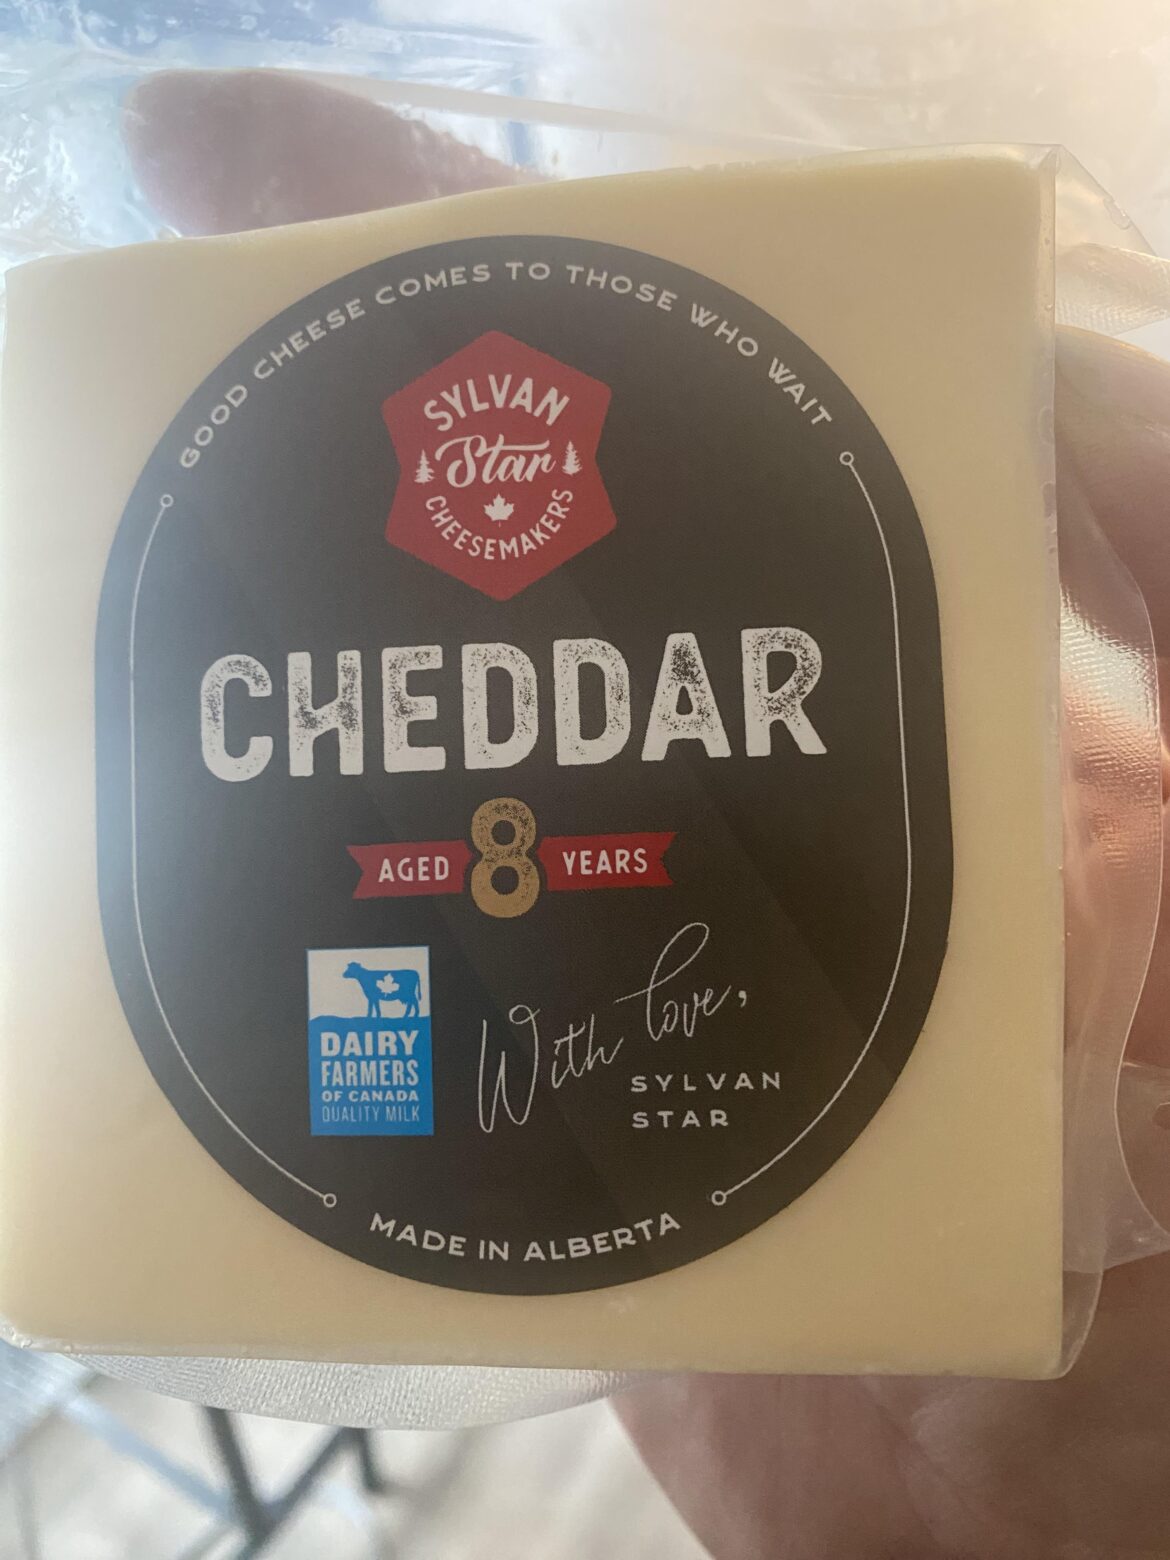 GOOD CHEESE COMES TO THOSE WHO WAIT
SYLVAN
Star
CHEESEMAKERS
CHEDDAR
AGED 8 YEARS
DAIRY
FARMERS
OF CANADA
QUALITY MILK
With love,
SYLVAN
STAR
MADE IN ALBERTA